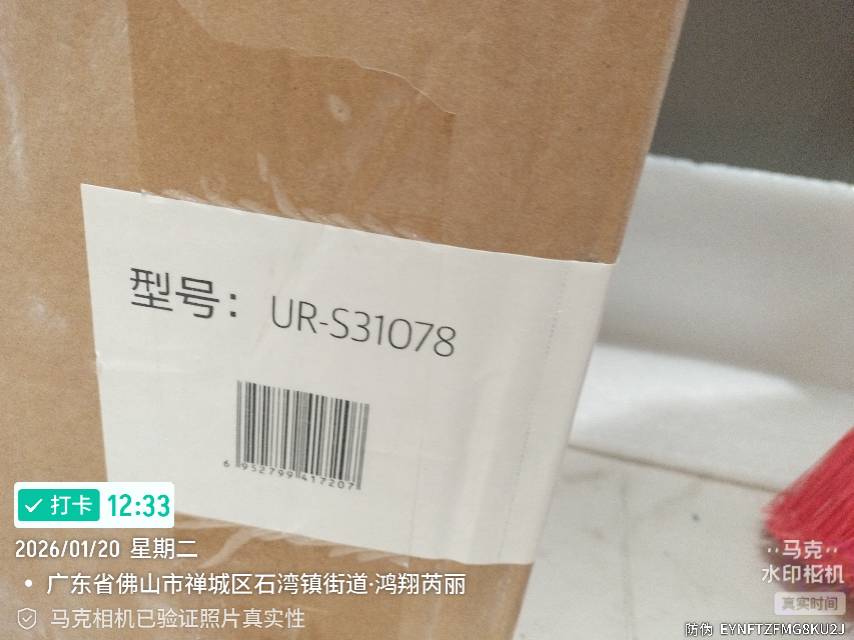 型号： UR-S31078
6 952799 417207
打卡 12:33
2026/01/20 星期二
广东省佛山市禅城区石湾镇街道·鸿翔芮丽
马克相机已验证照片真实性
马克
水印相机
真实时间
防伪 EYNFTZFMG8KU2J